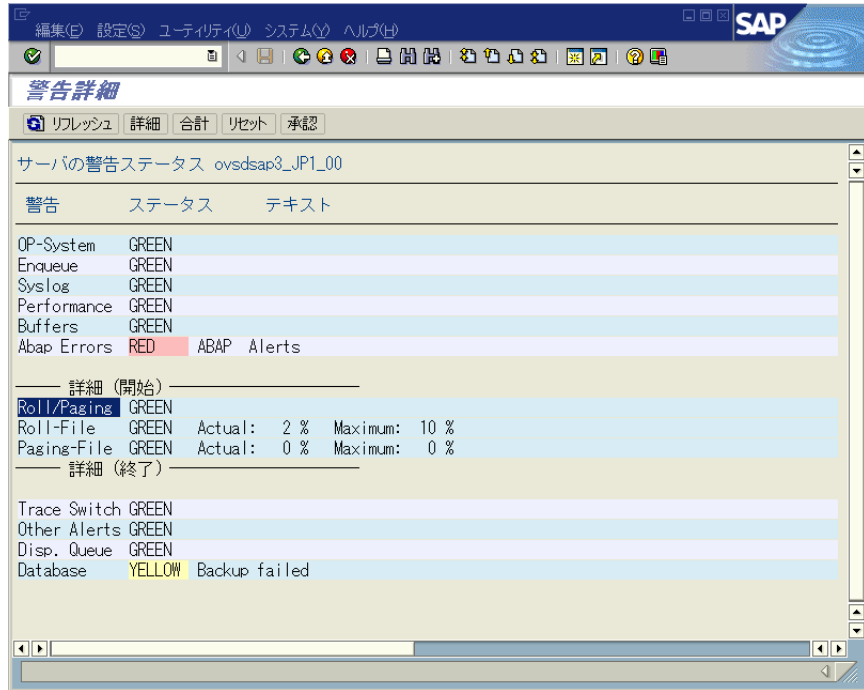 編集(E) 設定(S) ユーティリティ(U) システム(Y) ヘルプ(H)
SAP
警告詳細
リフレッシュ 詳細 合計 リセット 承認
サーバの警告ステータス ovsdsap3_JP1_00
警告 ステータス テキスト
OP-System GREEN
Enqueue GREEN
Syslog GREEN
Performance GREEN
Buffers GREEN
Abap Errors RED ABAP Alerts
詳細 (開始)
Roll/Paging GREEN
Roll-File GREEN Actual: 2 % Maximum: 10 %
Paging-File GREEN Actual: 0 % Maximum: 0 %
詳細 (終了)
Trace Switch GREEN
Other Alerts GREEN
Disp. Queue GREEN
Database YELLOW Backup failed